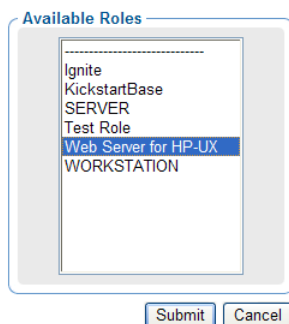 Available Roles
----------------------------
Ignite
KickstartBase
SERVER
Test Role
Web Server for HP-UX
WORKSTATION
Submit Cancel